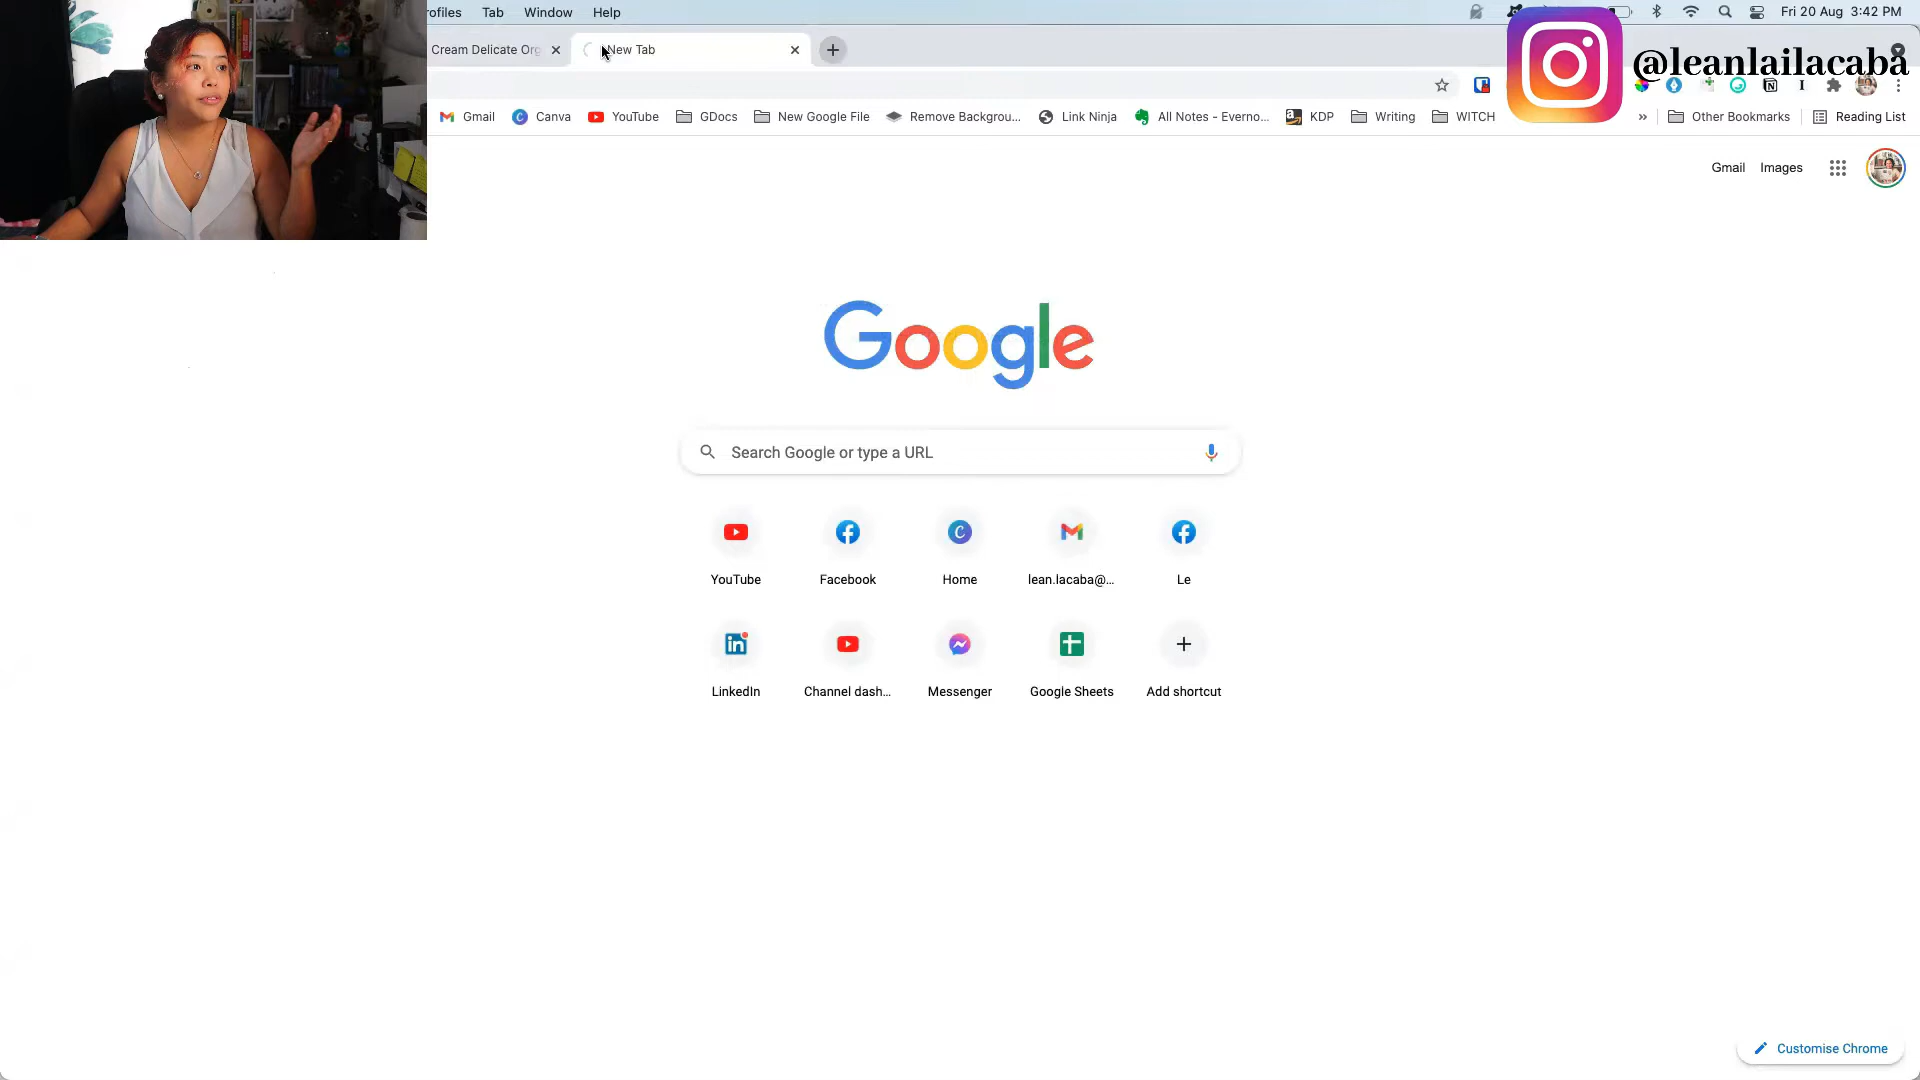 ofiles Tab Window Help Fri 20 Aug 3:42 PM
Cream Delicate Org New Tab
@leanlailacaba
Gmail Canva YouTube GDocs New Google File Remove Backgrou... Link Ninja All Notes - Everno... KDP Writing WITCH » Other Bookmarks Reading List
Gmail Images
Google
Search Google or type a URL
YouTube Facebook Home lean.lacaba@... Le
LinkedIn Channel dash... Messenger Google Sheets Add shortcut
Customise Chrome